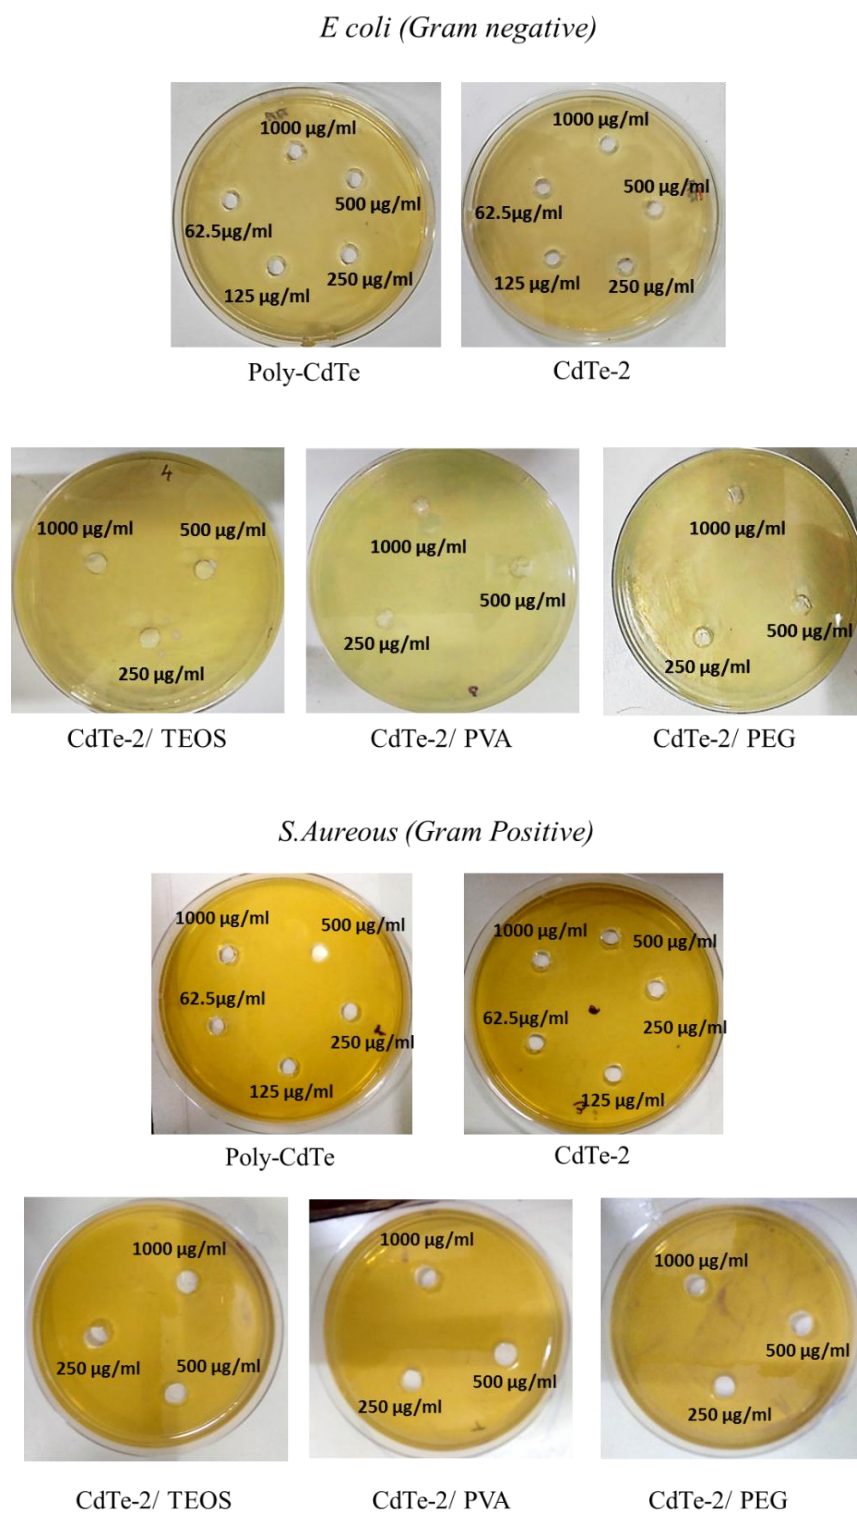 E coli (Gram negative)
1000 µg/ml
500 µg/ml
62.5µg/ml
250 µg/ml
125 µg/ml
1000 µg/ml
500 µg/ml
62.5µg/ml
125 µg/ml
250 µg/ml
Poly-CdTe
CdTe-2
4
1000 µg/ml
500 µg/ml
250 µg/ml
1000 µg/ml
500 µg/ml
250 µg/ml
1000 µg/ml
500 µg/ml
250 µg/ml
CdTe-2/ TEOS
CdTe-2/ PVA
CdTe-2/ PEG
S.Aureous (Gram Positive)
1000 µg/ml
500 µg/ml
62.5µg/ml
250 µg/ml
125 µg/ml
1000 µg/ml
500 µg/ml
62.5µg/ml
250 µg/ml
125 µg/ml
Poly-CdTe
CdTe-2
1000 µg/ml
250 µg/ml
500 µg/ml
1000 µg/ml
500 µg/ml
250 µg/ml
1000 µg/ml
500 µg/ml
250 µg/ml
CdTe-2/ TEOS
CdTe-2/ PVA
CdTe-2/ PEG